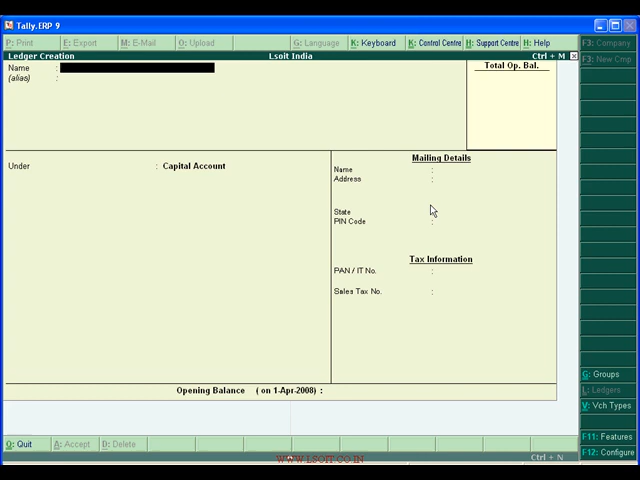 Tally.ERP 9
P: Print E: Export M: E-Mail O: Upload G: Language K: Keyboard K: Control Centre H: Support Centre H: Help F3: Company
Ledger Creation Lsoit India Ctrl + M
F3: New Cmp
Name :
(alias) :
Total Op. Bal.
Under : Capital Account
Mailing Details
Name :
Address :
State :
PIN Code :
Tax Information
PAN / IT No. :
Sales Tax No. :
G: Groups
L: Ledgers
V: Vch Types
Opening Balance ( on 1-Apr-2008) :
F11: Features
Q: Quit A: Accept D: Delete
F12: Configure
WWW.LSOIT.CO.IN
Ctrl + N